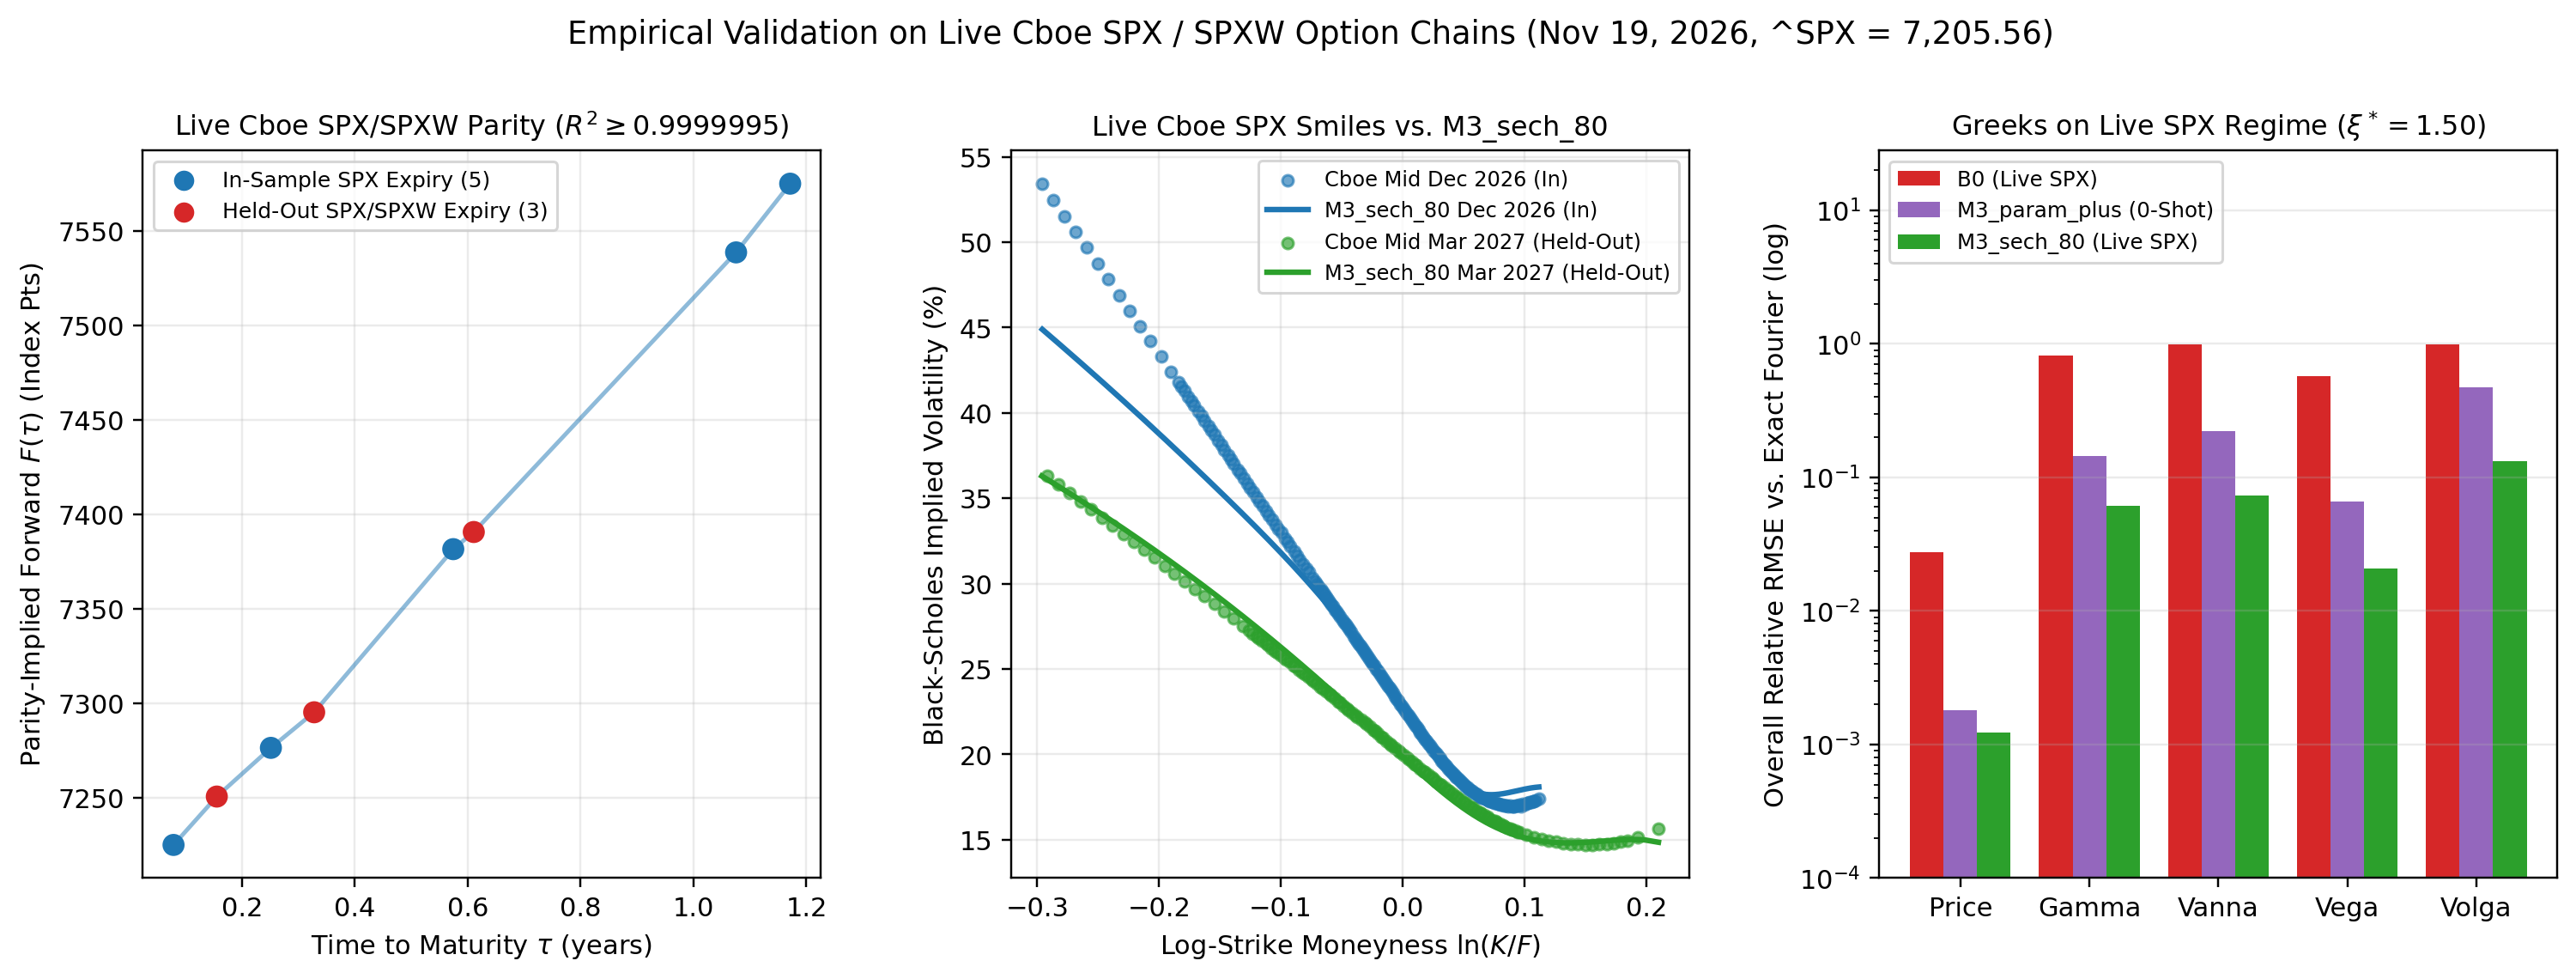 Empirical Validation on Live Cboe SPX / SPXW Option Chains (Nov 19, 2026, ^SPX = 7,205.56)
Live Cboe SPX/SPXW Parity (R² ≥ 0.9999995)
In-Sample SPX Expiry (5)
Held-Out SPX/SPXW Expiry (3)
Parity-Implied Forward F(τ) (Index Pts)
7550
7500
7450
7400
7350
7300
7250
0.2 0.4 0.6 0.8 1.0 1.2
Time to Maturity τ (years)
Live Cboe SPX Smiles vs. M3_sech_80
Cboe Mid Dec 2026 (In)
M3_sech_80 Dec 2026 (In)
Cboe Mid Mar 2027 (Held-Out)
M3_sech_80 Mar 2027 (Held-Out)
Black-Scholes Implied Volatility (%)
55
50
45
40
35
30
25
20
15
−0.3 −0.2 −0.1 0.0 0.1 0.2
Log-Strike Moneyness ln(K/F)
Greeks on Live SPX Regime (ξ* = 1.50)
B0 (Live SPX)
M3_param_plus (0-Shot)
M3_sech_80 (Live SPX)
Overall Relative RMSE vs. Exact Fourier (log)
10¹
10⁰
10⁻¹
10⁻²
10⁻³
10⁻⁴
Price Gamma Vanna Vega Volga